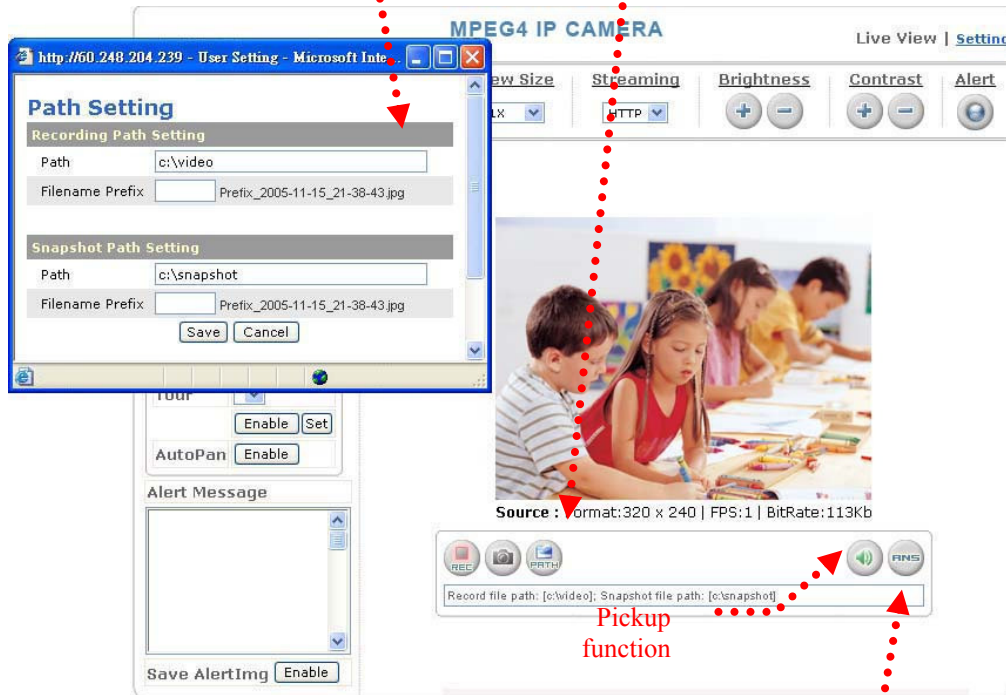 MPEG4 IP CAMERA
Live View | Setting
http://60.248.204.239 - User Setting - Microsoft Inte...
Path Setting
Recording Path Setting
Path c:\video
Filename Prefix Prefix_2005-11-15_21-38-43.jpg
Snapshot Path Setting
Path c:\snapshot
Filename Prefix Prefix_2005-11-15_21-38-43.jpg
Save Cancel
ew Size Streaming Brightness Contrast Alert
1X HTTP
Tour
Enable Set
AutoPan Enable
Alert Message
Save AlertImg Enable
Source : Format:320 x 240 | FPS:1 | BitRate:113Kb
REC PATH ANS
Record file path: [c:\video]; Snapshot file path: [c:\snapshot]
Pickup
function